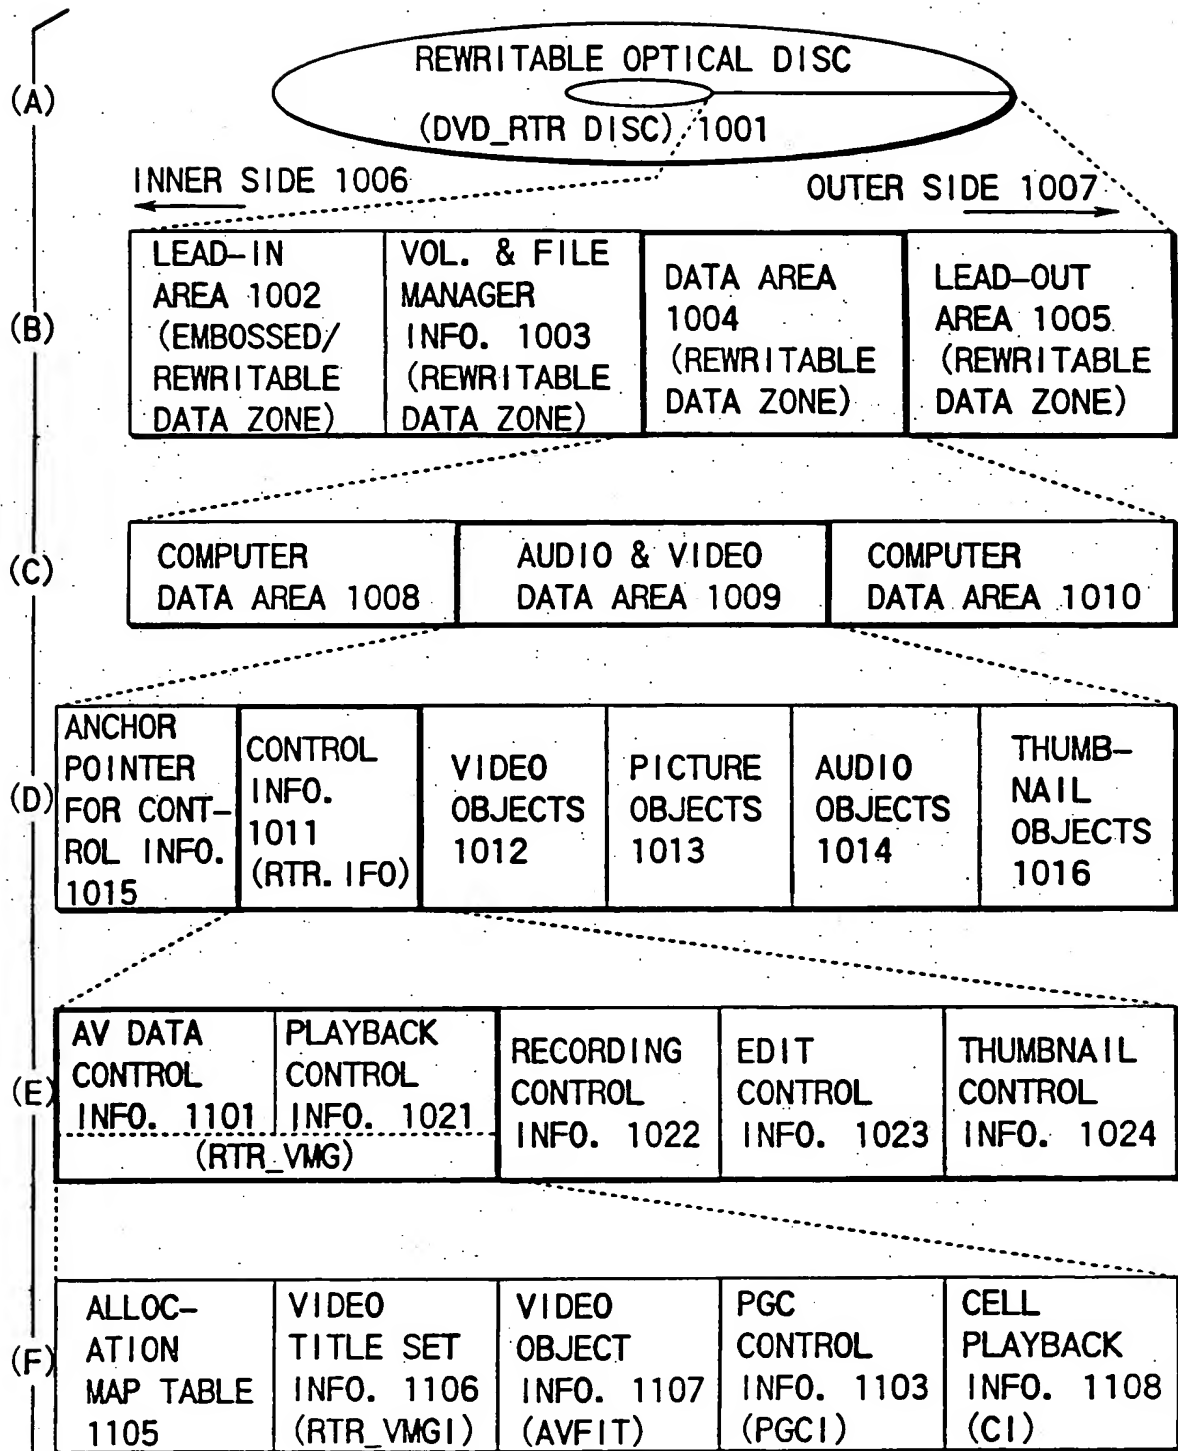 (A)
REWRITABLE OPTICAL DISC
(DVD_RTR DISC) 1001
INNER SIDE 1006
OUTER SIDE 1007
(B)
LEAD-IN
AREA 1002
(EMBOSSED/
REWRITABLE
DATA ZONE)
VOL. & FILE
MANAGER
INFO. 1003
(REWRITABLE
DATA ZONE)
DATA AREA
1004
(REWRITABLE
DATA ZONE)
LEAD-OUT
AREA 1005
(REWRITABLE
DATA ZONE)
(C)
COMPUTER
DATA AREA 1008
AUDIO & VIDEO
DATA AREA 1009
COMPUTER
DATA AREA 1010
(D)
ANCHOR
POINTER
FOR CONT-
ROL INFO.
1015
CONTROL
INFO.
1011
(RTR.IFO)
VIDEO
OBJECTS
1012
PICTURE
OBJECTS
1013
AUDIO
OBJECTS
1014
THUMB-
NAIL
OBJECTS
1016
(E)
AV DATA
CONTROL
INFO. 1101
PLAYBACK
CONTROL
INFO. 1021
(RTR_VMG)
RECORDING
CONTROL
INFO. 1022
EDIT
CONTROL
INFO. 1023
THUMBNAIL
CONTROL
INFO. 1024
(F)
ALLOC-
ATION
MAP TABLE
1105
VIDEO
TITLE SET
INFO. 1106
(RTR_VMGI)
VIDEO
OBJECT
INFO. 1107
(AVFIT)
PGC
CONTROL
INFO. 1103
(PGCI)
CELL
PLAYBACK
INFO. 1108
(CI)